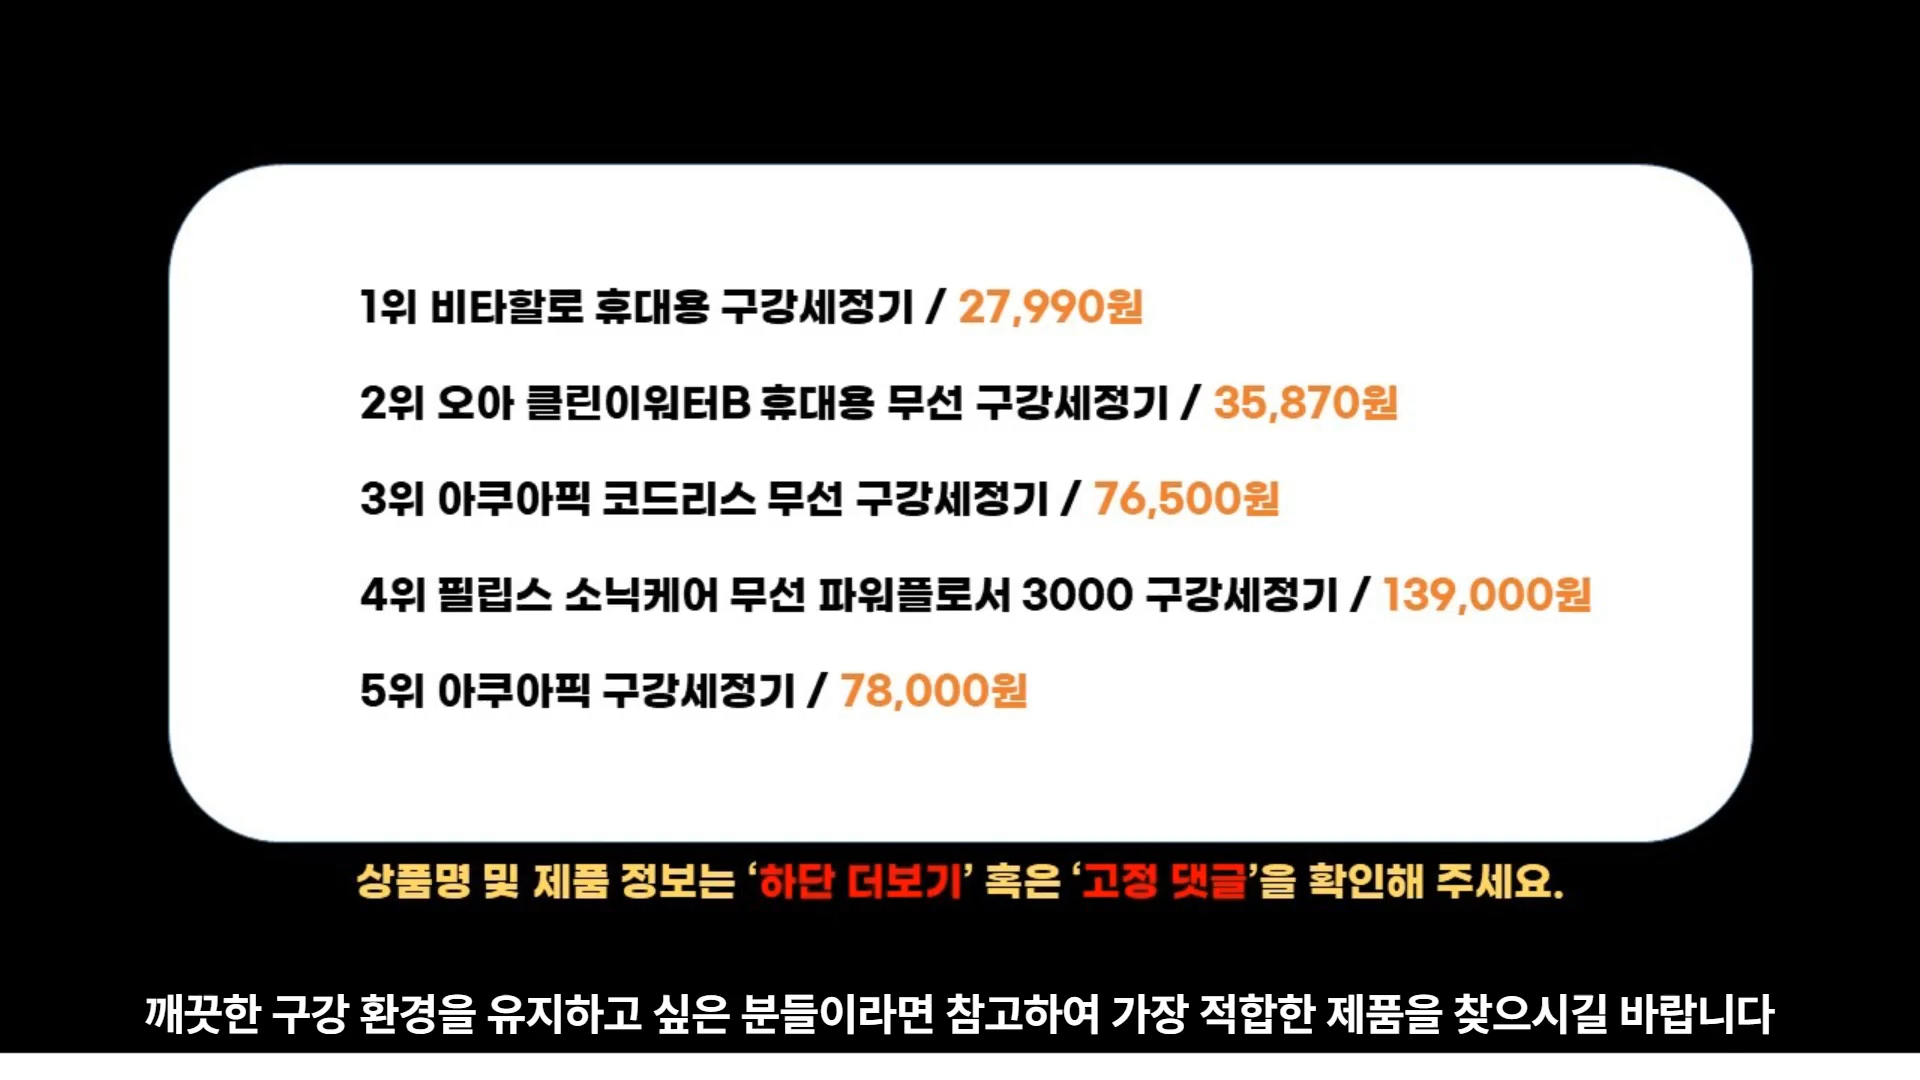 1위 비타할로 휴대용 구강세정기 / 27,990원
2위 오아 클린이워터B 휴대용 무선 구강세정기 / 35,870원
3위 아쿠아픽 코드리스 무선 구강세정기 / 76,500원
4위 필립스 소닉케어 무선 파워플로서 3000 구강세정기 / 139,000원
5위 아쿠아픽 구강세정기 / 78,000원
상품명 및 제품 정보는 ‘하단 더보기’ 혹은 ‘고정 댓글’을 확인해 주세요.
깨끗한 구강 환경을 유지하고 싶은 분들이라면 참고하여 가장 적합한 제품을 찾으시길 바랍니다